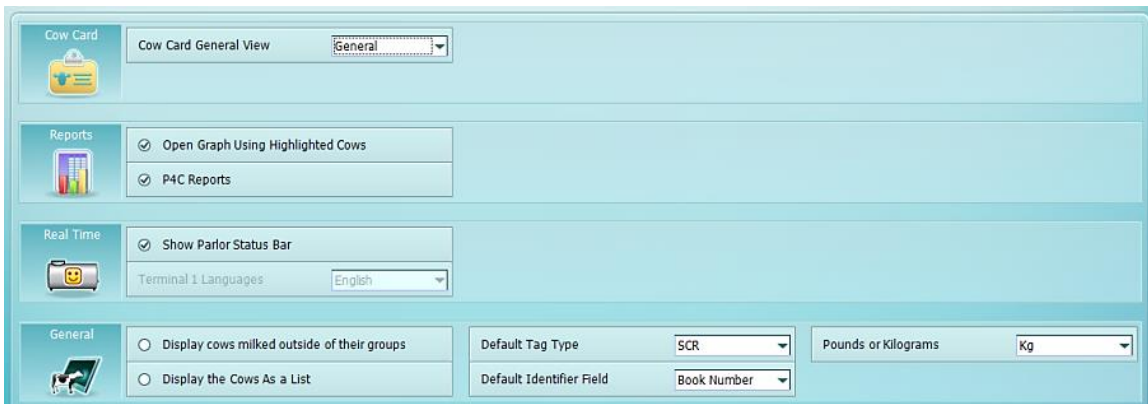 Cow Card
Cow Card General View General
Reports
Open Graph Using Highlighted Cows
P4C Reports
Real Time
Show Parlor Status Bar
Terminal 1 Languages English
General
Display cows milked outside of their groups Default Tag Type SCR Pounds or Kilograms Kg
Display the Cows As a List Default Identifier Field Book Number